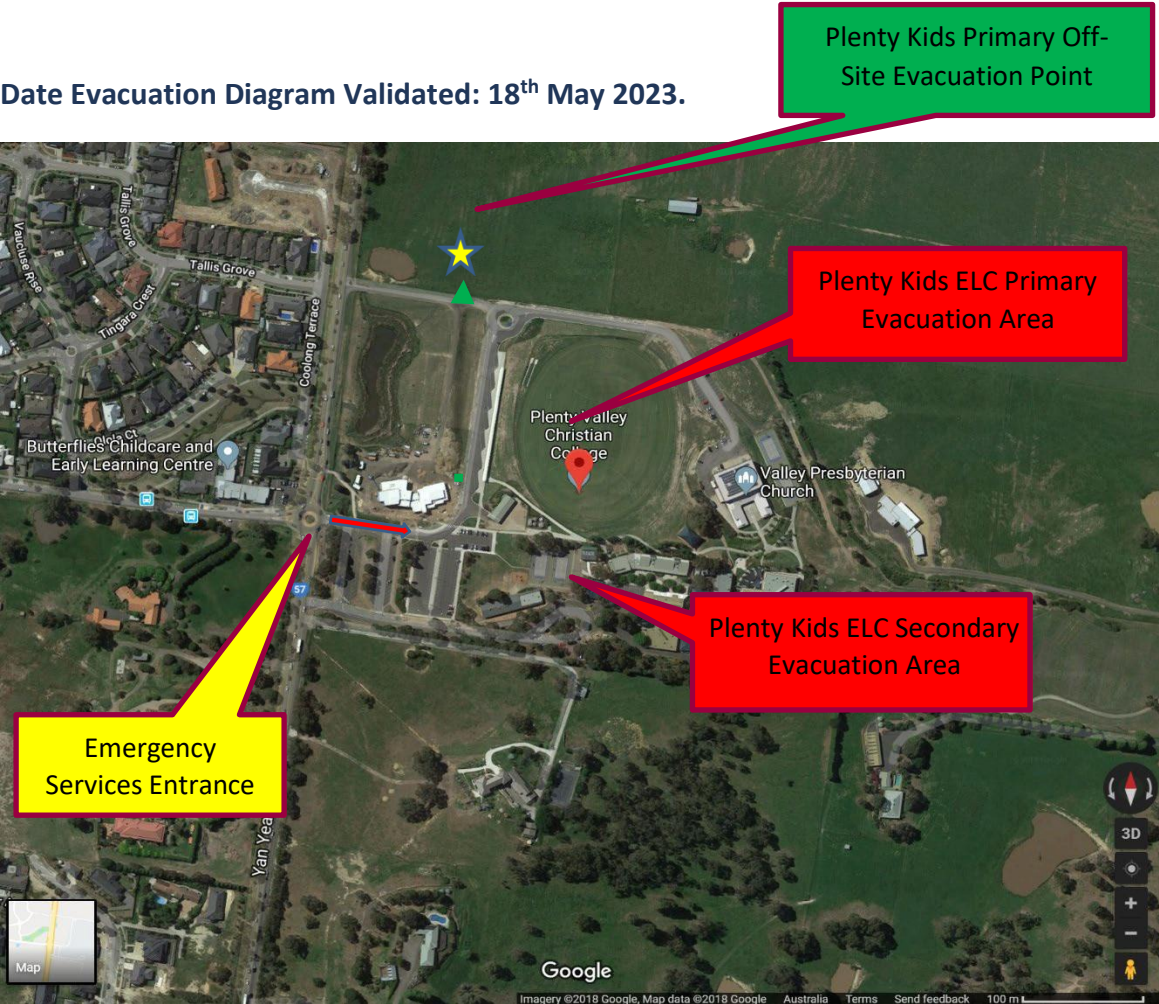 Plenty Kids Primary Off-
Site Evacuation Point
Date Evacuation Diagram Validated: 18th May 2023.
Tallis Grove
Vaucluse Rise
Tallis Grove
Plenty Kids ELC Primary
Evacuation Area
Tingara Crest
Coolong Terrace
Plenty Valley
Christian
College
Olola Ct
Butterflies Childcare and
Early Learning Centre
Valley Presbyterian
Church
57
Plenty Kids ELC Secondary
Evacuation Area
Emergency
Services Entrance
Yan Yea
3D
+
−
Map
Google
Imagery ©2018 Google, Map data ©2018 Google Australia Terms Send feedback 100 m